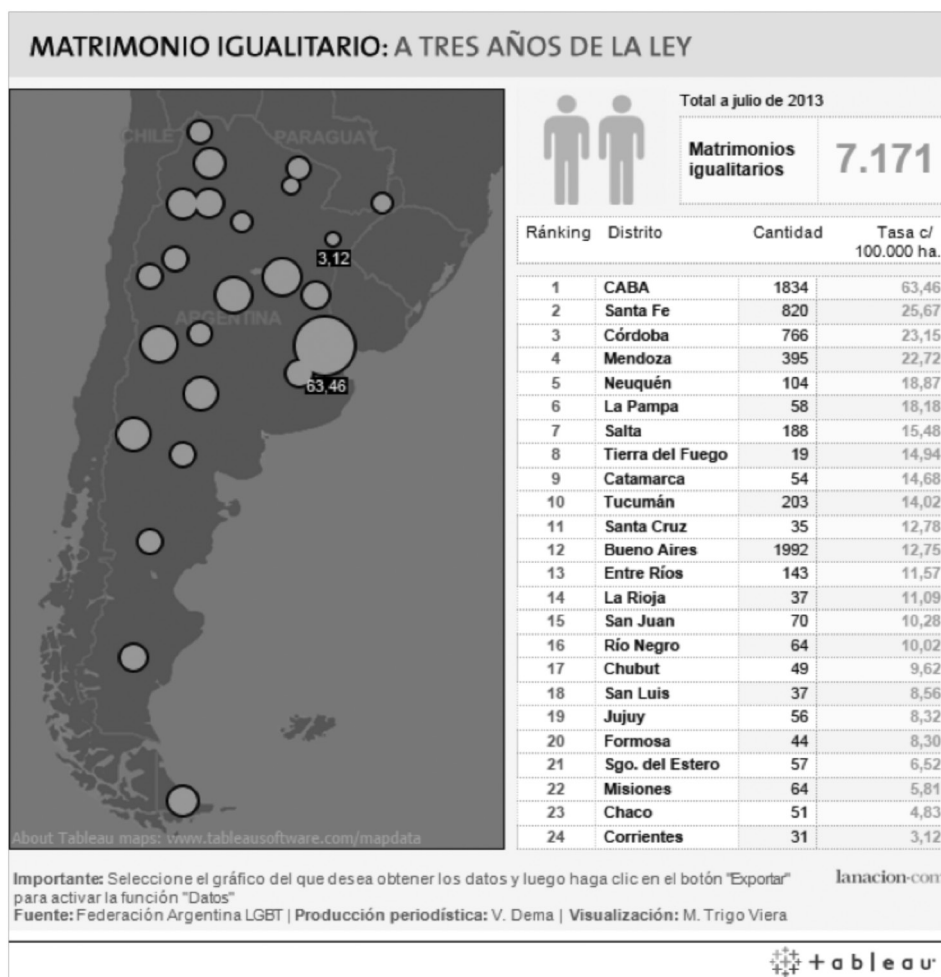 MATRIMONIO IGUALITARIO: A TRES AÑOS DE LA LEY
CHILE
PARAGUAY
3,12
ARGENTINA
63,46
About Tableau maps: www.tableausoftware.com/mapdata
Total a julio de 2013
Matrimonios
igualitarios
7.171
Ránking Distrito Cantidad Tasa c/
100.000 ha.
1 CABA 1834 63,46
2 Santa Fe 820 25,67
3 Córdoba 766 23,15
4 Mendoza 395 22,72
5 Neuquén 104 18,87
6 La Pampa 58 18,18
7 Salta 188 15,48
8 Tierra del Fuego 19 14,94
9 Catamarca 54 14,68
10 Tucumán 203 14,02
11 Santa Cruz 35 12,78
12 Bueno Aires 1992 12,75
13 Entre Ríos 143 11,57
14 La Rioja 37 11,09
15 San Juan 70 10,28
16 Río Negro 64 10,02
17 Chubut 49 9,62
18 San Luis 37 8,56
19 Jujuy 56 8,32
20 Formosa 44 8,30
21 Sgo. del Estero 57 6,52
22 Misiones 64 5,81
23 Chaco 51 4,83
24 Corrientes 31 3,12
Importante: Seleccione el gráfico del que desea obtener los datos y luego haga clic en el botón "Exportar"
para activar la función "Datos"
lanacion.com
Fuente: Federación Argentina LGBT | Producción periodística: V. Dema | Visualización: M. Trigo Viera
+ableau